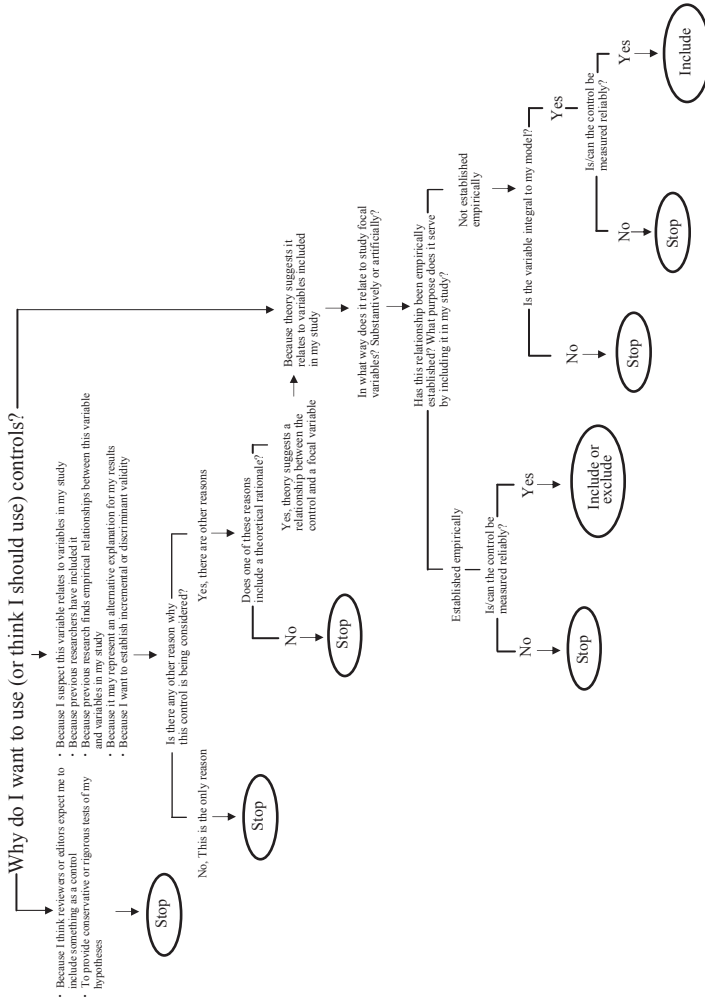 Why do I want to use (or think I should use) controls?
• Because I think reviewers or editors expect me to
include something as a control
• To provide conservative or rigorous tests of my
hypotheses
Stop
• Because I suspect this variable relates to variables in my study
• Because previous researchers have included it
• Because previous research finds empirical relationships between this variable
and variables in my study
• Because it may represent an alternative explanation for my results
• Because I want to establish incremental or discriminant validity
Is there any other reason why
this control is being considered?
No, This is the only reason
Stop
Yes, there are other reasons
Does one of these reasons
include a theoretical rationale?
No
Stop
Yes, theory suggests a
relationship between the
control and a focal variable
Because theory suggests it
relates to variables included
in my study
In what way does it relate to study focal
variables? Substantively or artificially?
Has this relationship been empirically
established? What purpose does it serve
by including it in my study?
Established empirically
Is/can the control be
measured reliably?
No
Stop
Yes
Include or
exclude
Not established
empirically
Is the variable integral to my model?
No
Stop
Yes
Is/can the control be
measured reliably?
No
Stop
Yes
Include